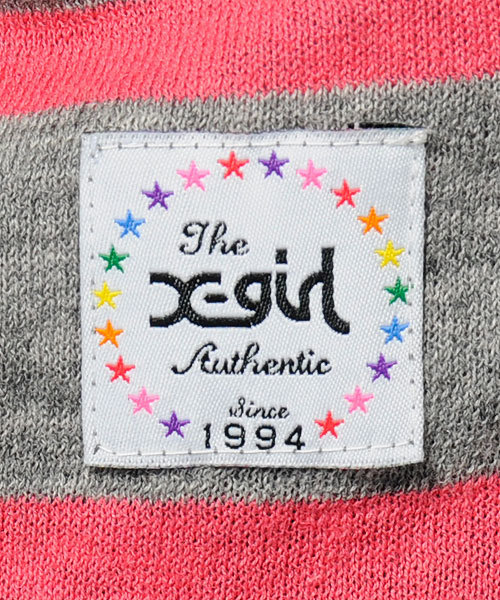 The
X-girl
Authentic
Since
1994